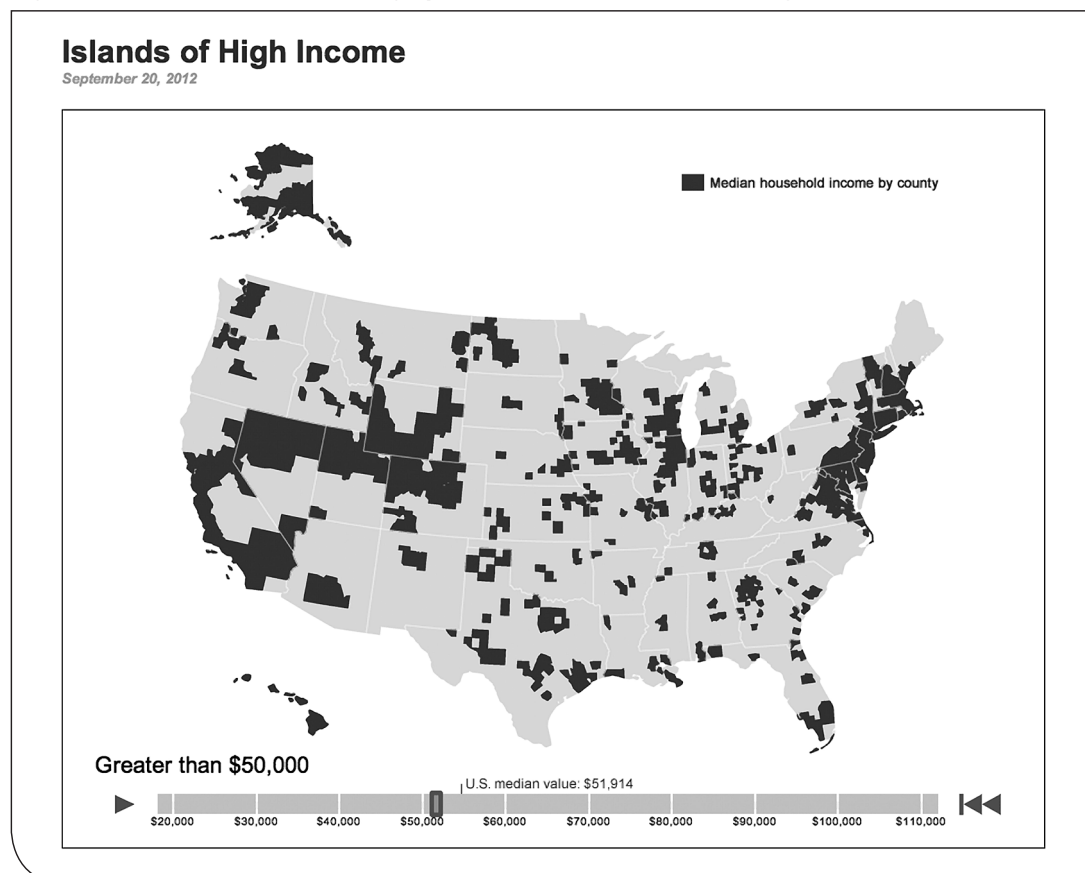 Islands of High Income
September 20, 2012
Median household income by county
Greater than $50,000
U.S. median value: $51,914
$20,000 $30,000 $40,000 $50,000 $60,000 $70,000 $80,000 $90,000 $100,000 $110,000